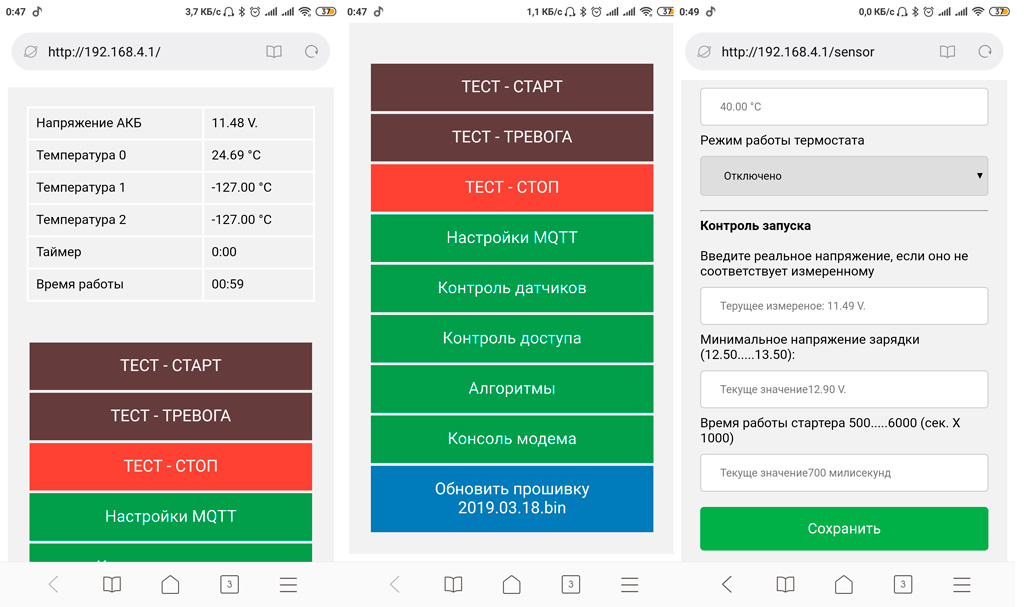 0:47
3,7 КБ/с
37
http://192.168.4.1/
Напряжение АКБ 11.48 V.
Температура 0 24.69 °C
Температура 1 -127.00 °C
Температура 2 -127.00 °C
Таймер 0:00
Время работы 00:59
ТЕСТ - СТАРТ
ТЕСТ - ТРЕВОГА
ТЕСТ - СТОП
Настройки MQTT
3
0:47
1,1 КБ/с
37
ТЕСТ - СТАРТ
ТЕСТ - ТРЕВОГА
ТЕСТ - СТОП
Настройки MQTT
Контроль датчиков
Контроль доступа
Алгоритмы
Консоль модема
Обновить прошивку
2019.03.18.bin
3
0:49
0,0 КБ/с
37
http://192.168.4.1/sensor
40.00 °C
Режим работы термостата
Отключено
Контроль запуска
Введите реальное напряжение, если оно не
соответствует измеренному
Терущее измереное: 11.49 V.
Минимальное напряжение зарядки
(12.50.....13.50):
Текуще значение12.90 V.
Время работы стартера 500.....6000 (сек. X
1000)
Текуще значение700 милисекунд
Сохранить
3